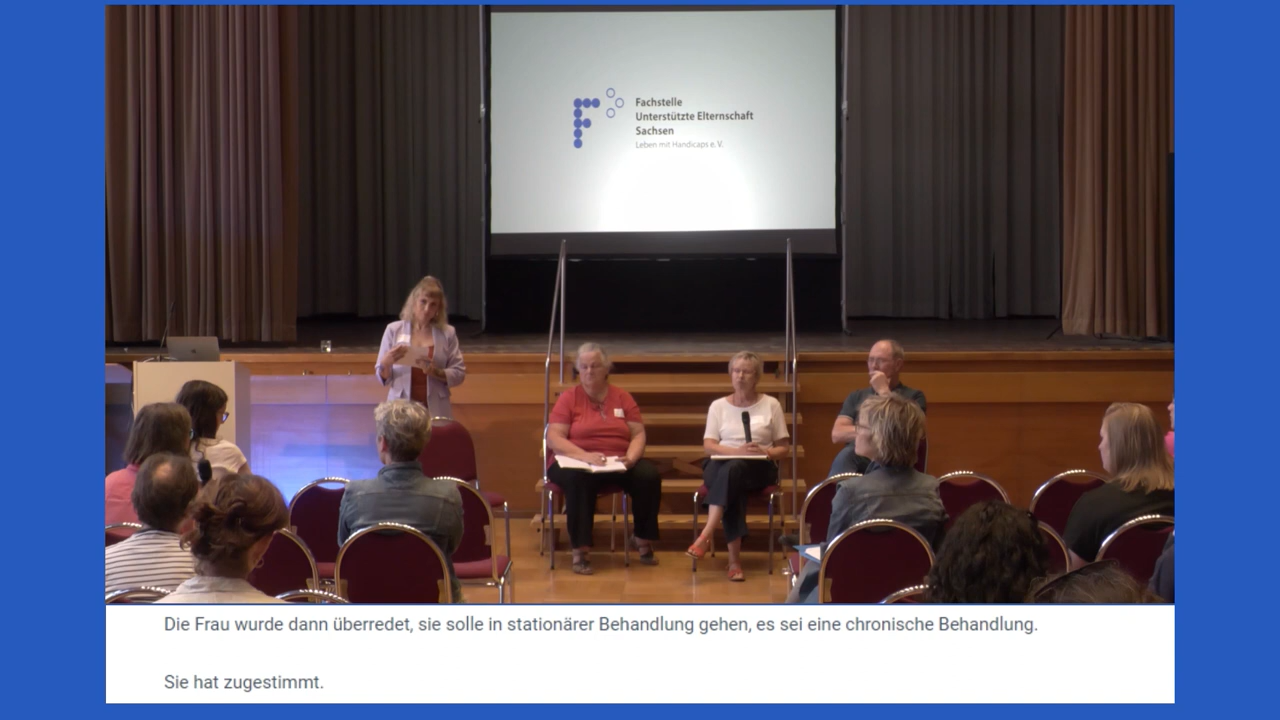 Fachstelle
Unterstützte Elternschaft
Sachsen
Leben mit Handicaps e. V.
Die Frau wurde dann überredet, sie solle in stationärer Behandlung gehen, es sei eine chronische Behandlung.
Sie hat zugestimmt.